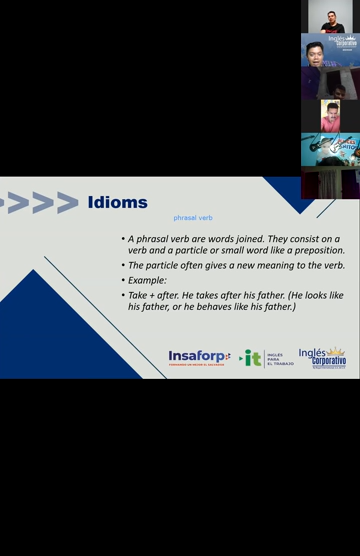 Inglés
Corporativo
Idioms
phrasal verb
• A phrasal verb are words joined. They consist on a
verb and a particle or small word like a preposition.
• The particle often gives a new meaning to the verb.
• Example:
• Take + after. He takes after his father. (He looks like
his father, or he behaves like his father.)
Insaforp
it
INGLÉS
PARA
EL TRABAJO
Inglés
Corporativo